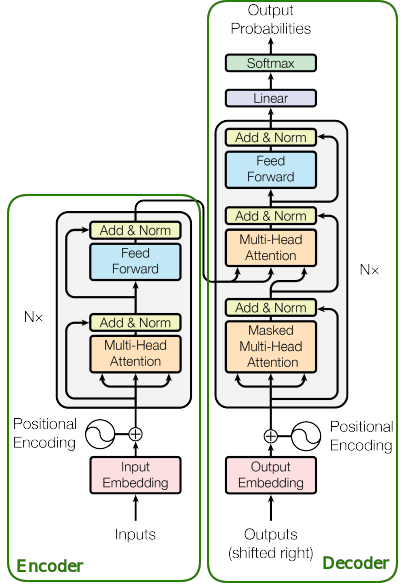 Output
Probabilities
Softmax
Linear
Add & Norm
Feed
Forward
Add & Norm
Multi-Head
Attention
Add & Norm
Masked
Multi-Head
Attention
N×
Positional
Encoding
Output
Embedding
Outputs
(shifted right)
Decoder
Add & Norm
Feed
Forward
N×
Add & Norm
Multi-Head
Attention
Positional
Encoding
Input
Embedding
Inputs
Encoder